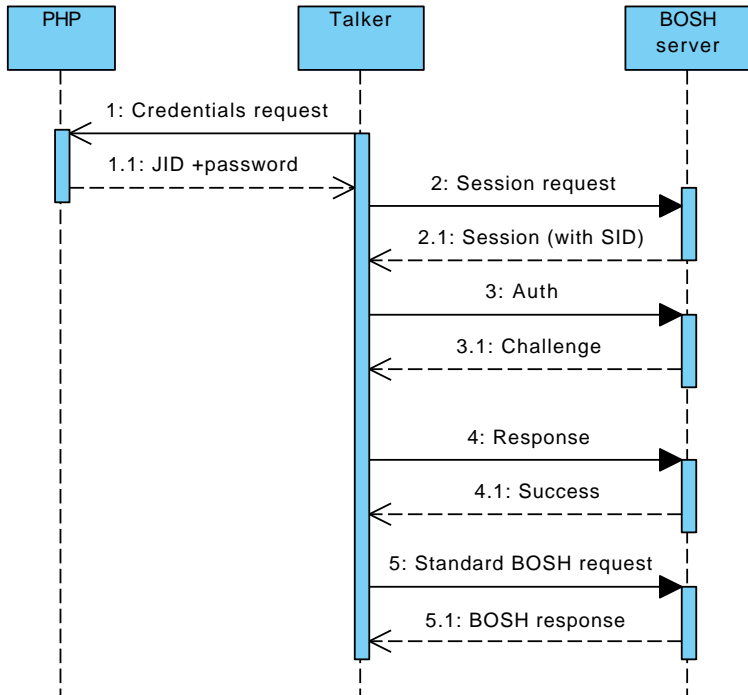 PHP
Talker
BOSH
server
1: Credentials request
1.1: JID +password
2: Session request
2.1: Session (with SID)
3: Auth
3.1: Challenge
4: Response
4.1: Success
5: Standard BOSH request
5.1: BOSH response